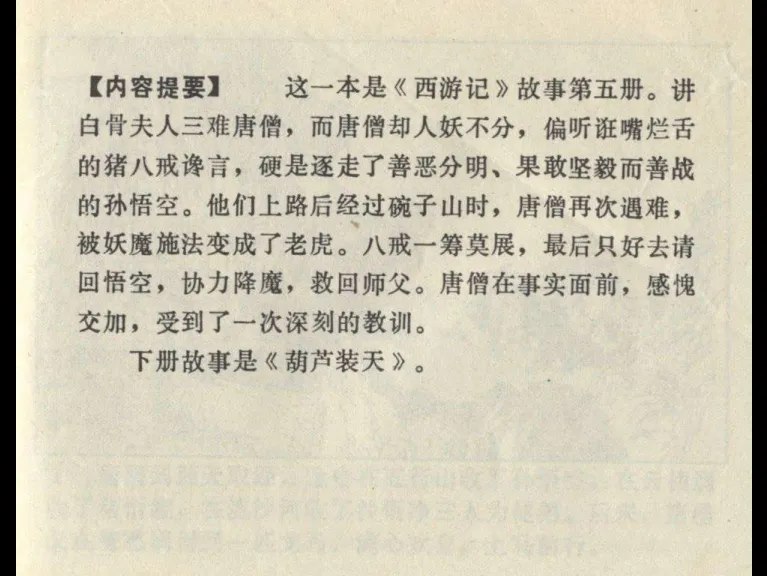 【内容提要】 这一本是《西游记》故事第五册。讲
白骨夫人三难唐僧，而唐僧却人妖不分，偏听诳嘴烂舌
的猪八戒谗言，硬是逐走了善恶分明、果敢坚毅而善战
的孙悟空。他们上路后经过碗子山时，唐僧再次遇难，
被妖魔施法变成了老虎。八戒一筹莫展，最后只好去请
回悟空，协力降魔，救回师父。唐僧在事实面前，感愧
交加，受到了一次深刻的教训。
下册故事是《葫芦装天》。